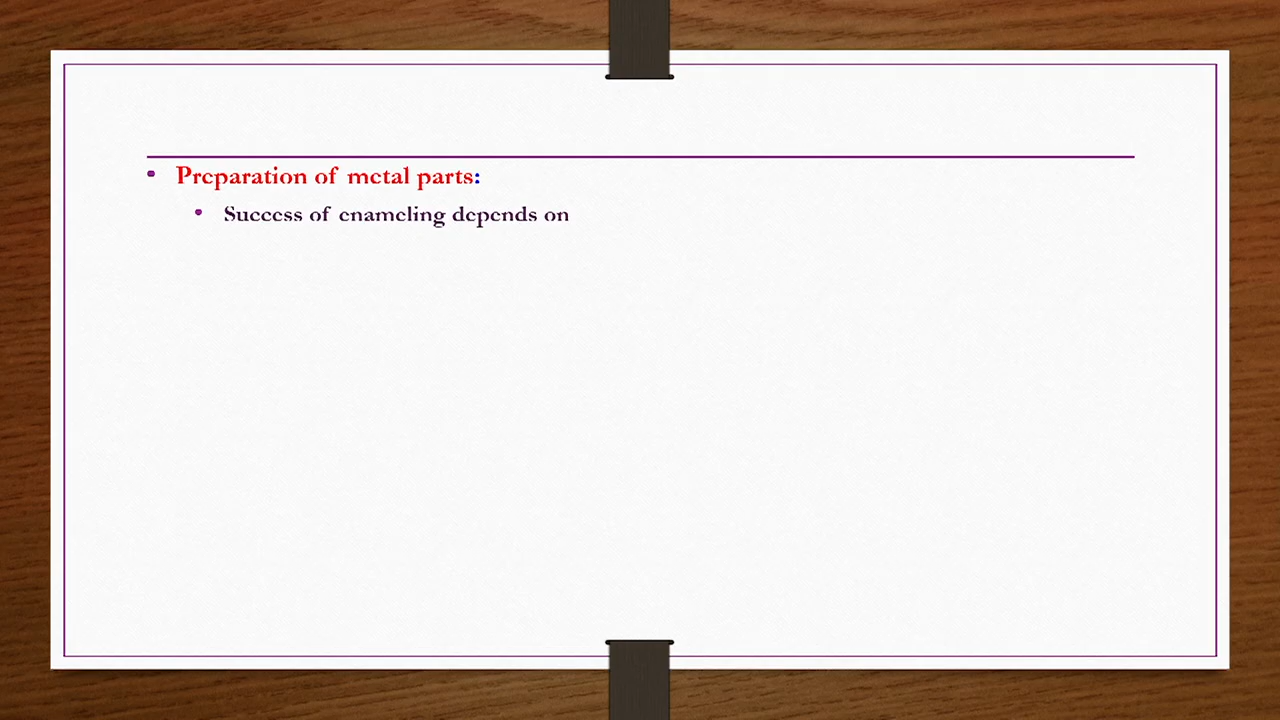 • Preparation of metal parts:
• Success of enameling depends on